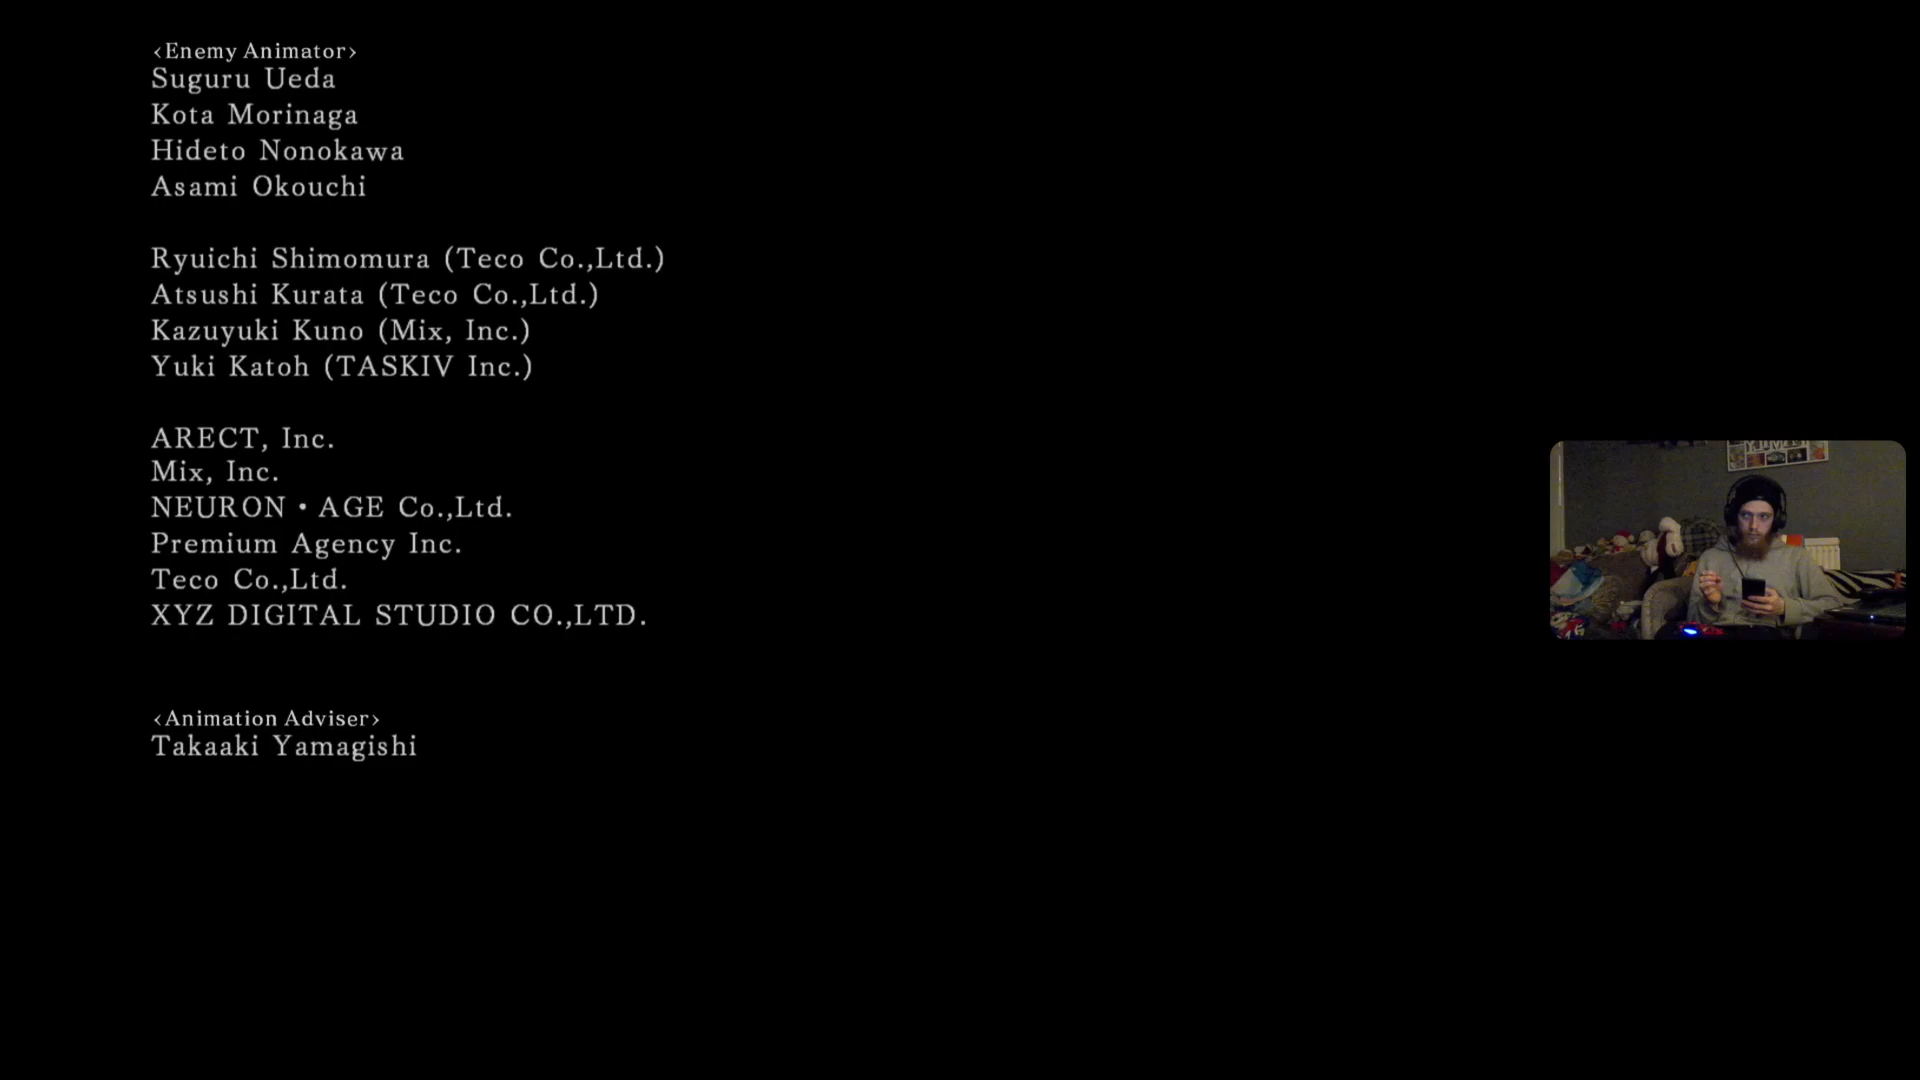 ‹Enemy Animator›
Suguru Ueda
Kota Morinaga
Hideto Nonokawa
Asami Okouchi
Ryuichi Shimomura (Teco Co.,Ltd.)
Atsushi Kurata (Teco Co.,Ltd.)
Kazuyuki Kuno (Mix, Inc.)
Yuki Katoh (TASKIV Inc.)
ARECT, Inc.
Mix, Inc.
NEURON・AGE Co.,Ltd.
Premium Agency Inc.
Teco Co.,Ltd.
XYZ DIGITAL STUDIO CO.,LTD.
‹Animation Adviser›
Takaaki Yamagishi